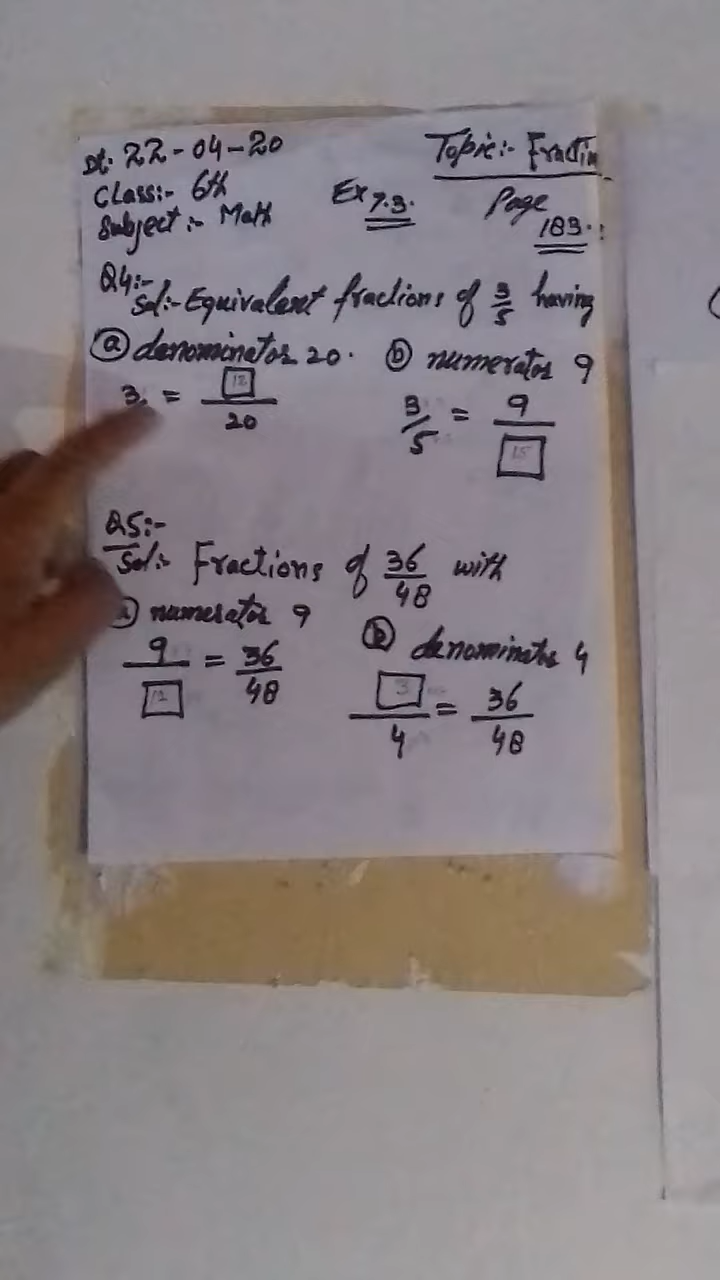 Dt:- 22-04-20
Topic:- Fractin
Class:- 6th
Ex 7.3.
Page 183.
Subject:- Math
Q4:-
Sol:- Equivalent fractions of 3/5 having
(a) denominator 20. (b) numerator 9
3 = 12/20
3/5 = 9/15
Q5:-
Sol:- Fractions of 36/48 with
(a) numerator 9
(b) denominator 4
9/12 = 36/48
3/4 = 36/48